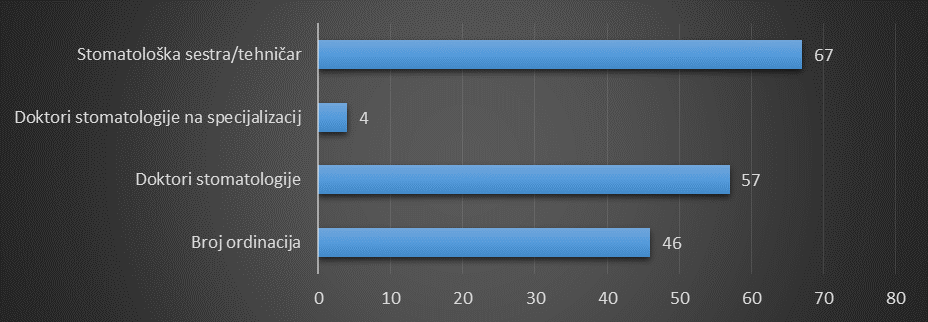 Stomatološka sestra/tehničar
67
Doktori stomatologije na specijalizacij
4
Doktori stomatologije
57
Broj ordinacija
46
0 10 20 30 40 50 60 70 80